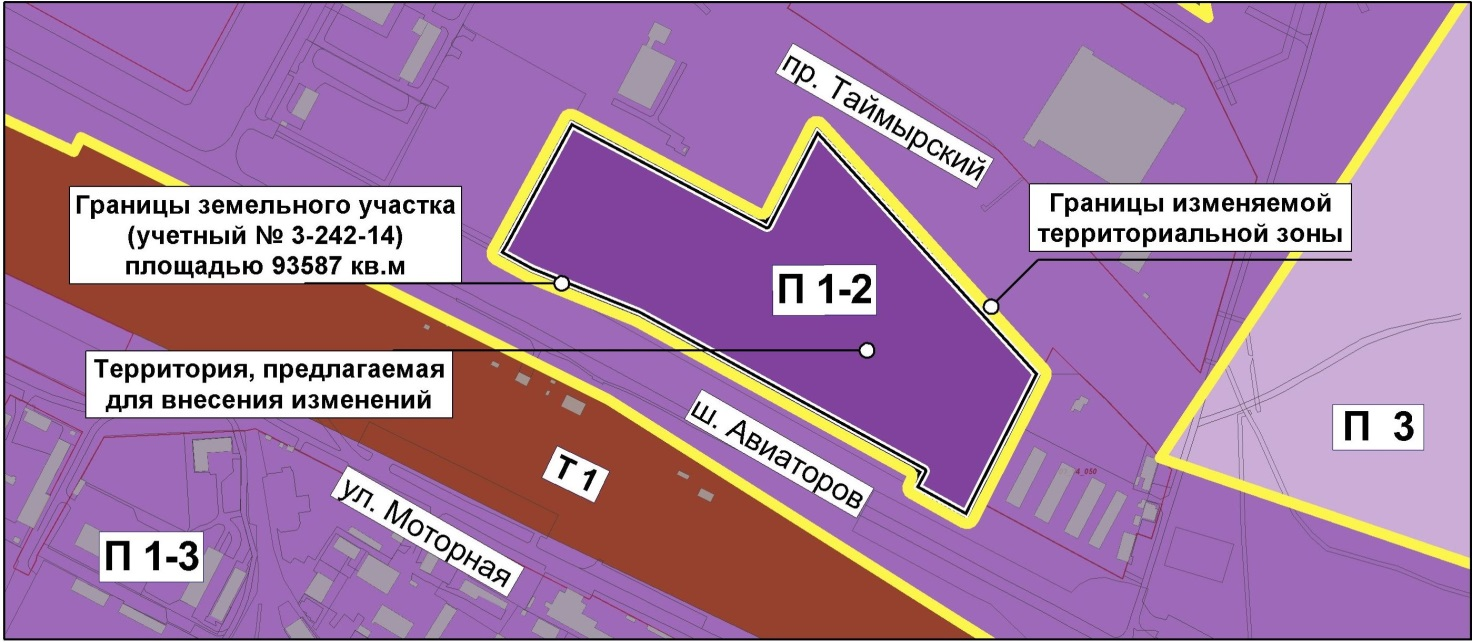 пр. Таймырский
Границы земельного участка
(учетный № 3-242-14)
площадью 93587 кв.м
Границы изменяемой
территориальной зоны
П 1-2
Территория, предлагаемая
для внесения изменений
ш. Авиаторов
П 3
Т 1
4_050
ул. Моторная
П 1-3